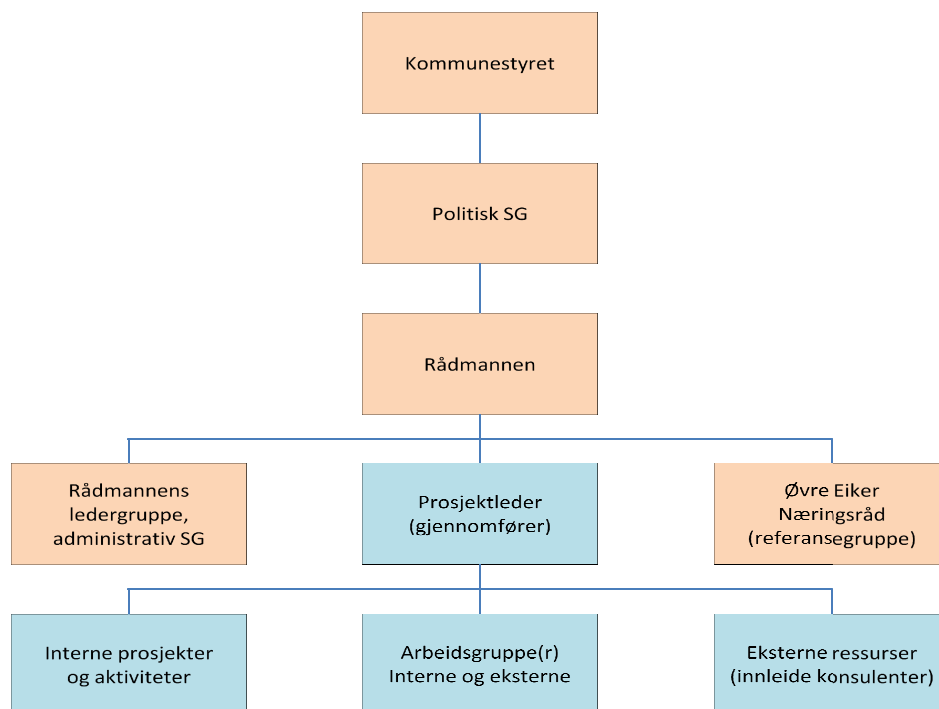 Kommunestyret
Politisk SG
Rådmannen
Rådmannens
ledergruppe,
administrativ SG
Prosjektleder
(gjennomfører)
Øvre Eiker
Næringsråd
(referansegruppe)
Interne prosjekter
og aktiviteter
Arbeidsgruppe(r)
Interne og eksterne
Eksterne ressurser
(innleide konsulenter)